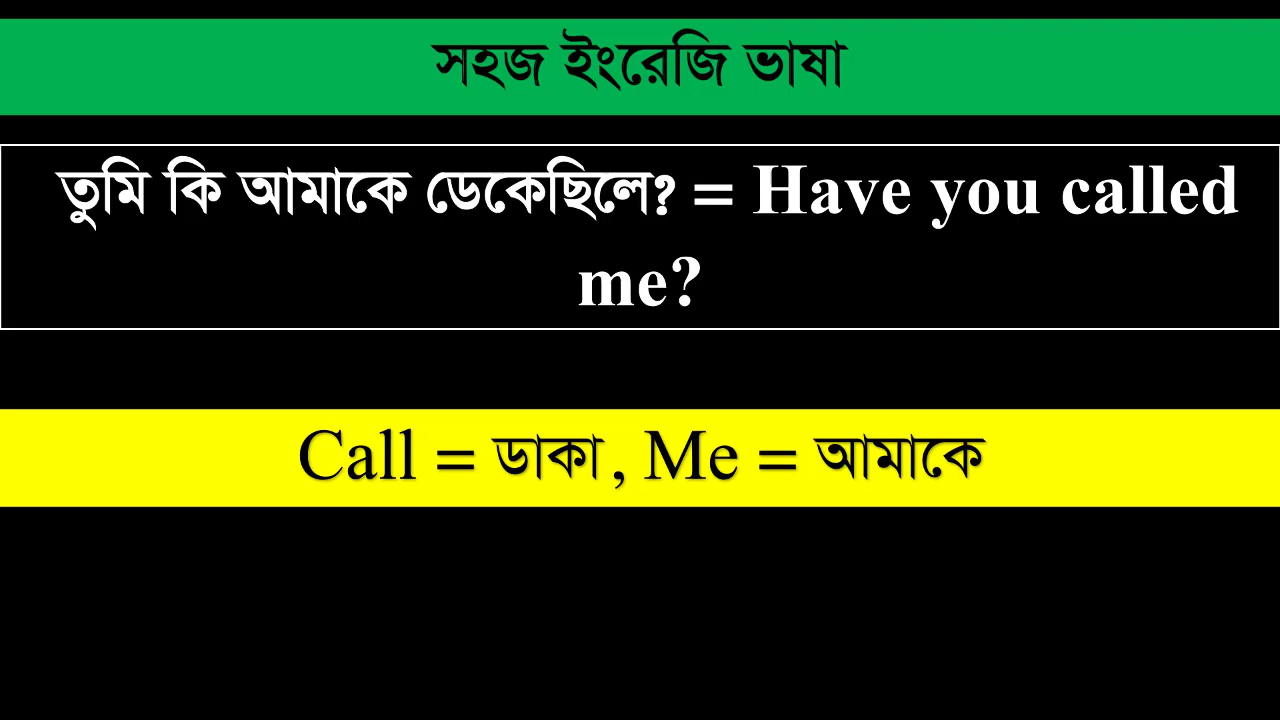 সহজ ইংরেজি ভাষা
তুমি কি আমাকে ডেকেছিলে? = Have you called
me?
Call = ডাকা, Me = আমাকে